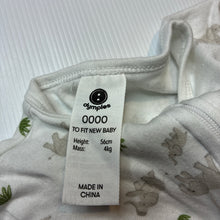 dymples
0000
TO FIT NEW BABY
Height: 56cm
Mass: 4kg
MADE IN
CHINA